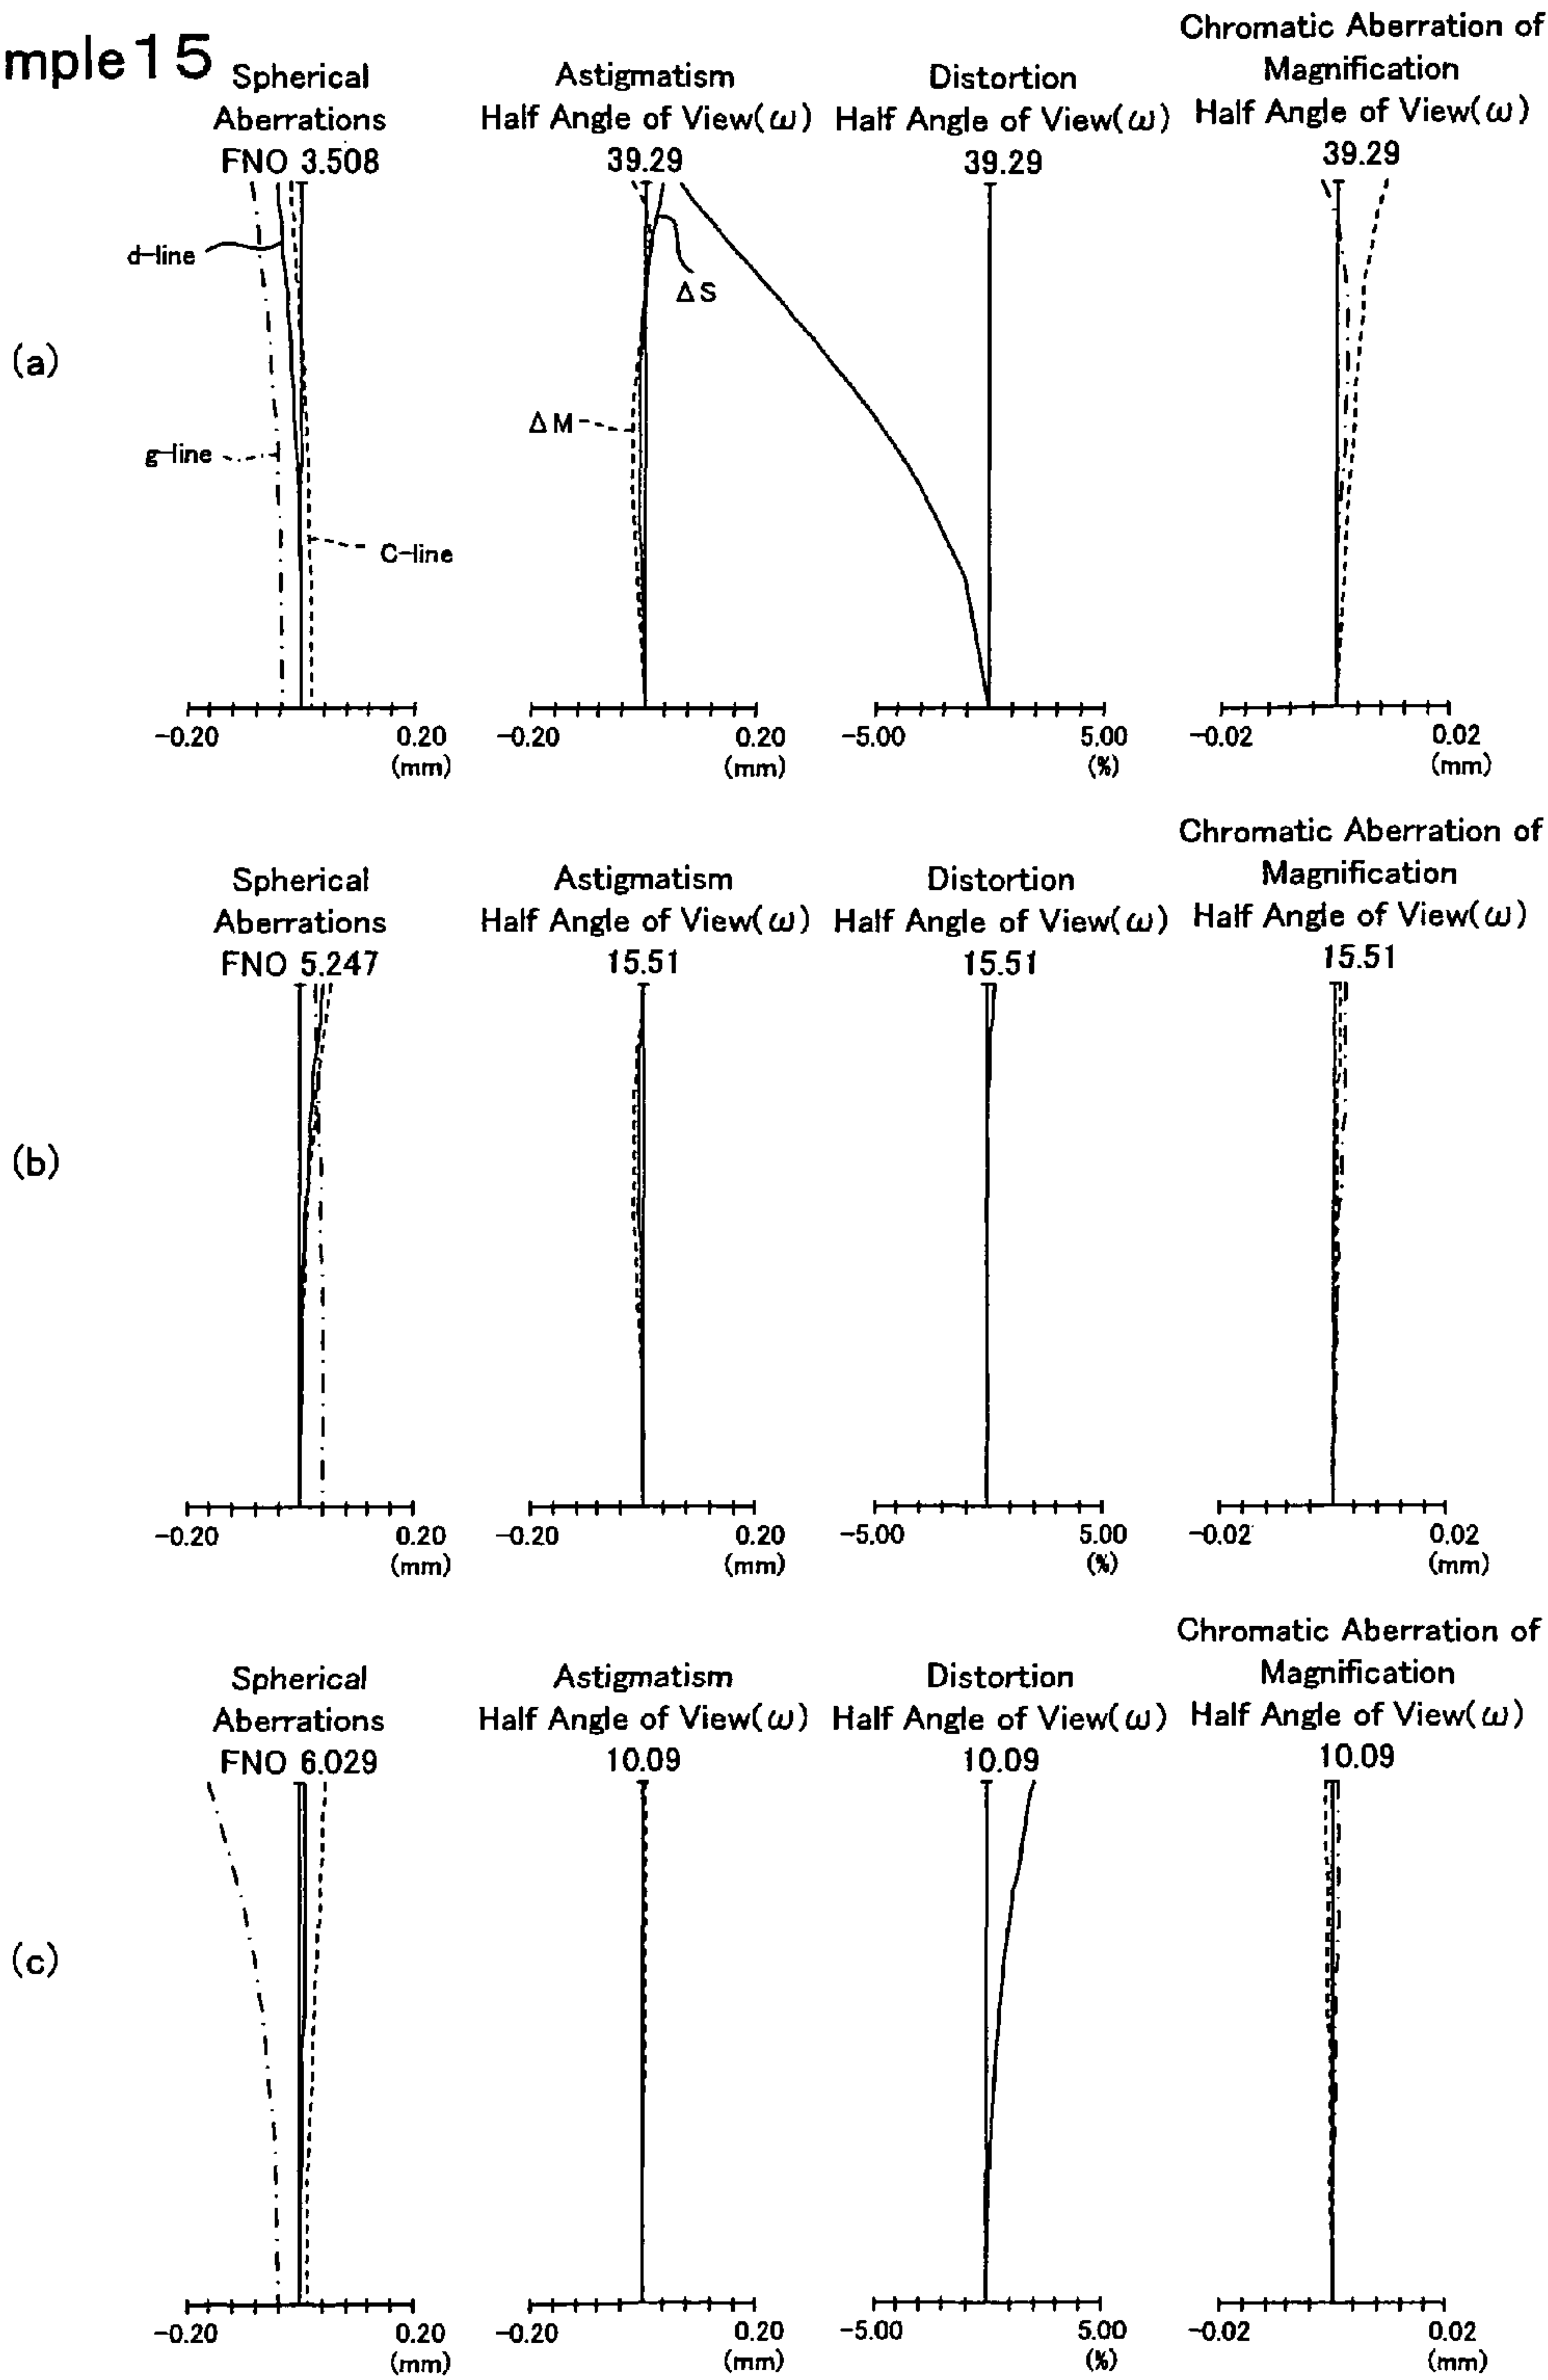 mple15
Spherical
Aberrations
FNO 3.508
Astigmatism
Half Angle of View(ω)
39.29
Distortion
Half Angle of View(ω)
39.29
Chromatic Aberration of
Magnification
Half Angle of View(ω)
39.29
(a)
d-line
g-line
C-line
ΔS
ΔM
-0.20
0.20
(mm)
-0.20
0.20
(mm)
-5.00
5.00
(%)
-0.02
0.02
(mm)
(b)
Spherical
Aberrations
FNO 5.247
Astigmatism
Half Angle of View(ω)
15.51
Distortion
Half Angle of View(ω)
15.51
Chromatic Aberration of
Magnification
Half Angle of View(ω)
15.51
-0.20
0.20
(mm)
-0.20
0.20
(mm)
-5.00
5.00
(%)
-0.02
0.02
(mm)
(c)
Spherical
Aberrations
FNO 6.029
Astigmatism
Half Angle of View(ω)
10.09
Distortion
Half Angle of View(ω)
10.09
Chromatic Aberration of
Magnification
Half Angle of View(ω)
10.09
-0.20
0.20
(mm)
-0.20
0.20
(mm)
-5.00
5.00
(%)
-0.02
0.02
(mm)